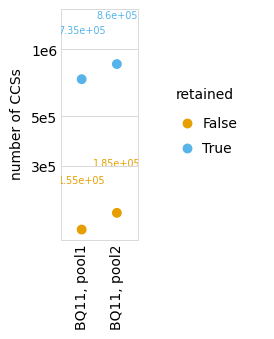 8.6e+05
7.35e+05
1e6
5e5
3e5
1.85e+05
1.55e+05
number of CCSs
BQ11, pool1
BQ11, pool2
retained
False
True